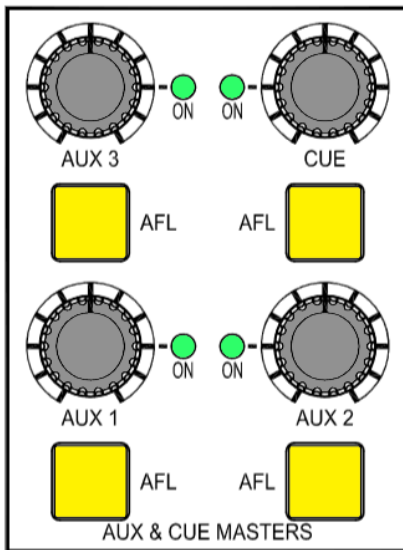 ON ON
AUX 3 CUE
AFL AFL
ON ON
AUX 1 AUX 2
AFL AFL
AUX & CUE MASTERS